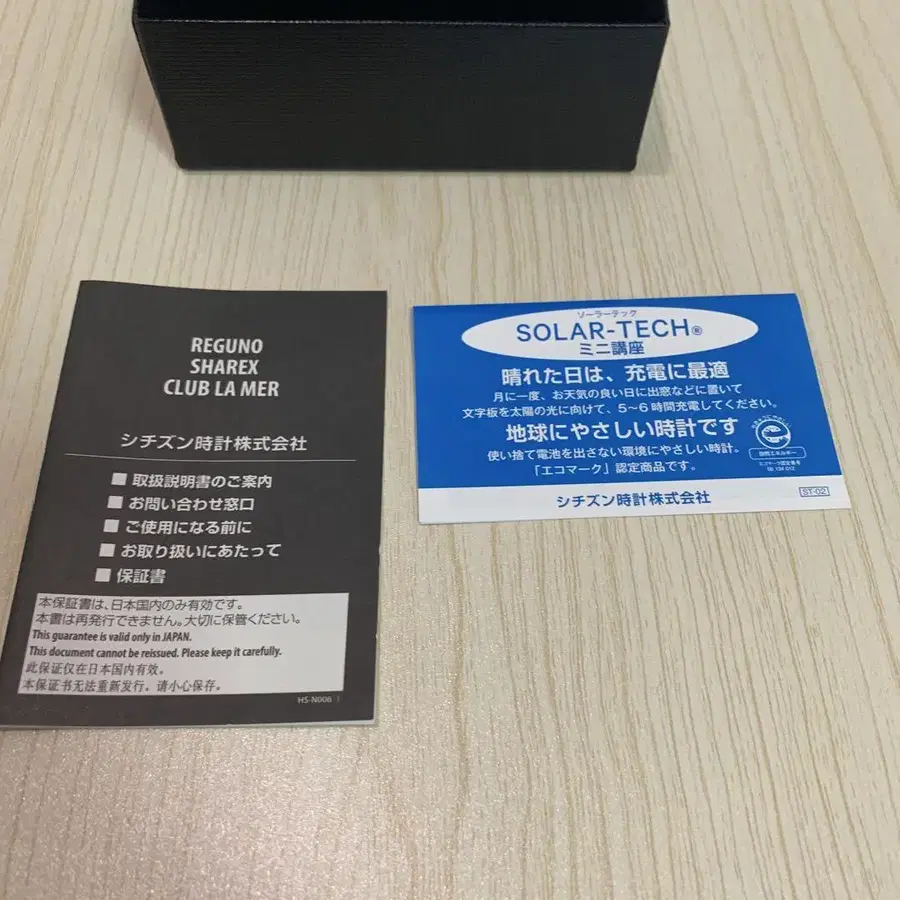 REGUNO
SHAREX
CLUB LA MER
シチズン時計株式会社
■ 取扱説明書のご案内
■ お問い合わせ窓口
■ ご使用になる前に
■ お取り扱いにあたって
■ 保証書
本保証書は、日本国内のみ有効です。
本書は再発行できません。大切に保管ください。
This guarantee is valid only in JAPAN.
This document cannot be reissued. Please keep it carefully.
此保证仅在日本国内有效。
本保证书无法重新发行，请小心保存。
HS-N006
ソーラーテック
SOLAR-TECH®
ミニ講座
晴れた日は、充電に最適
月に一度、お天気の良い日に出窓などに置いて
文字板を太陽の光に向けて、5〜6時間充電してください。
地球にやさしい時計です
使い捨て電池を出さない環境にやさしい時計。
「エコマーク」認定商品です。
エコマーク認定番号
シチズン時計株式会社
ST-02